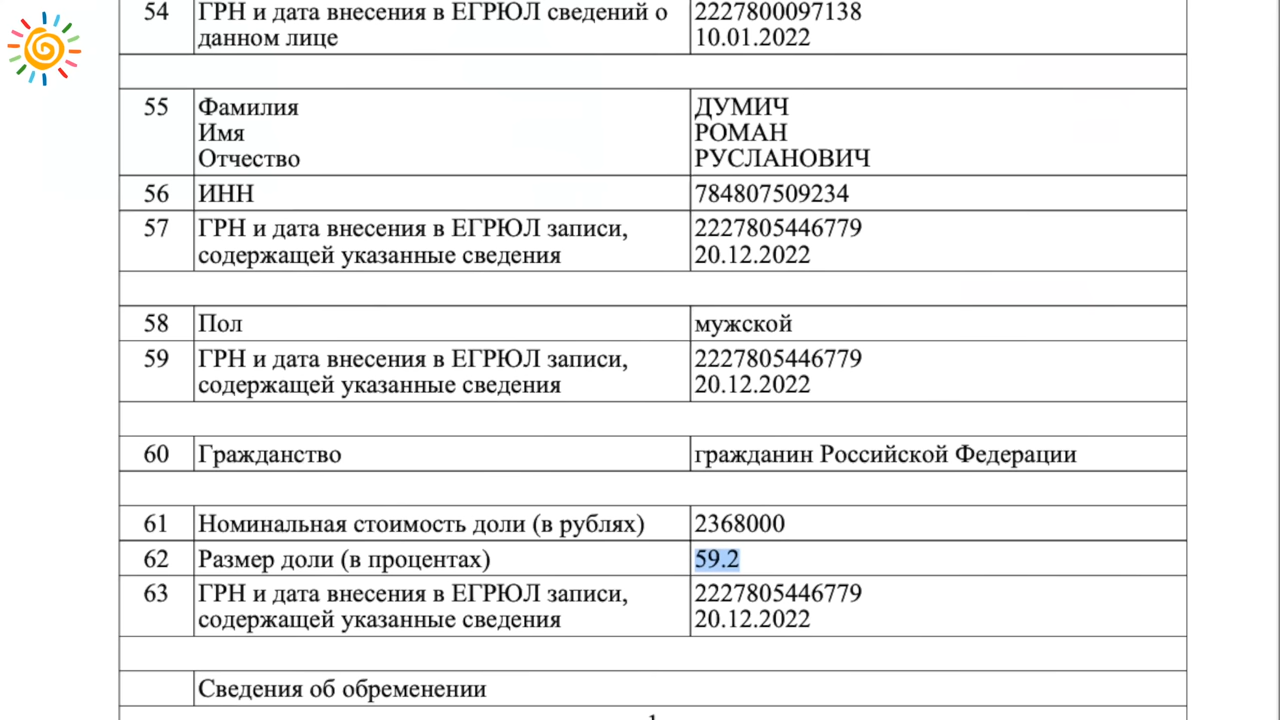 54 ГРН и дата внесения в ЕГРЮЛ сведений о 2227800097138
данном лице 10.01.2022
55 Фамилия ДУМИЧ
Имя РОМАН
Отчество РУСЛАНОВИЧ
56 ИНН 784807509234
57 ГРН и дата внесения в ЕГРЮЛ записи, 2227805446779
содержащей указанные сведения 20.12.2022
58 Пол мужской
59 ГРН и дата внесения в ЕГРЮЛ записи, 2227805446779
содержащей указанные сведения 20.12.2022
60 Гражданство гражданин Российской Федерации
61 Номинальная стоимость доли (в рублях) 2368000
62 Размер доли (в процентах) 59.2
63 ГРН и дата внесения в ЕГРЮЛ записи, 2227805446779
содержащей указанные сведения 20.12.2022
Сведения об обременении